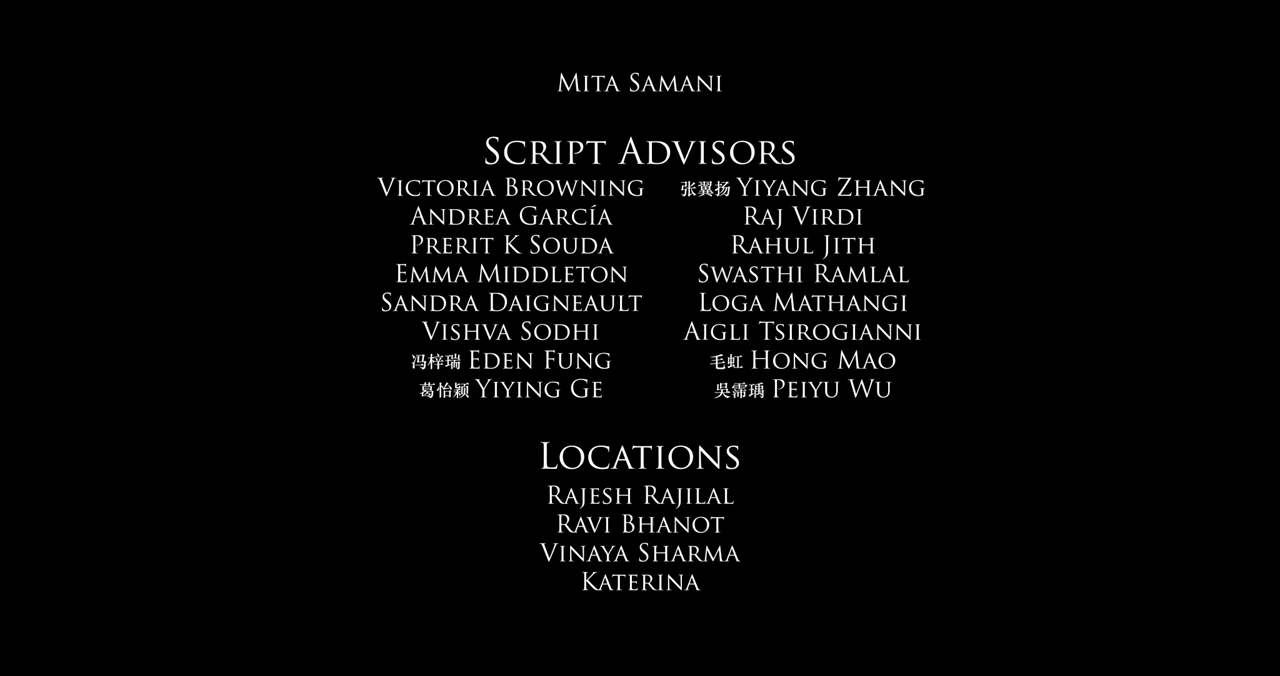 Mita Samani
Script Advisors
Victoria Browning
张翼扬 Yiyang Zhang
Andrea García
Raj Virdi
Prerit K Souda
Rahul Jith
Emma Middleton
Swasthi Ramlal
Sandra Daigneault
Loga Mathangi
Vishva Sodhi
Aigli Tsirogianni
冯梓瑞 Eden Fung
毛虹 Hong Mao
葛怡颖 Yiying Ge
吳霈瑀 Peiyu Wu
Locations
Rajesh Rajilal
Ravi Bhanot
Vinaya Sharma
Katerina